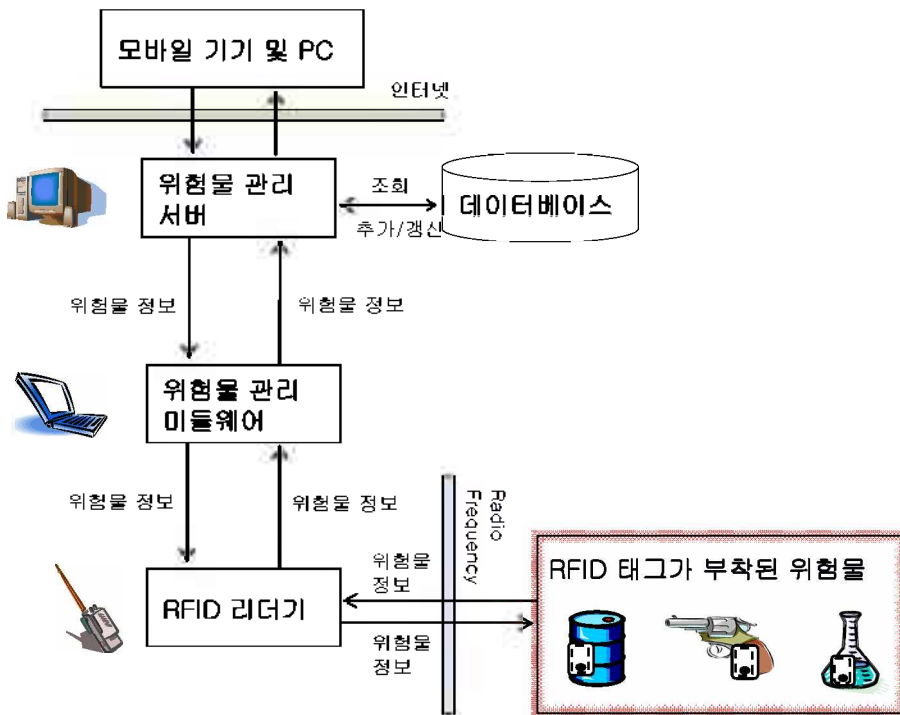 모바일 기기 및 PC
인터넷
위험물 관리
서버
조회
추가/갱신
데이터베이스
위험물 정보
위험물 정보
위험물 관리
미들웨어
위험물 정보
위험물 정보
Radio
Frequency
위험물
정보
RFID 리더기
위험물
정보
RFID 태그가 부착된 위험물